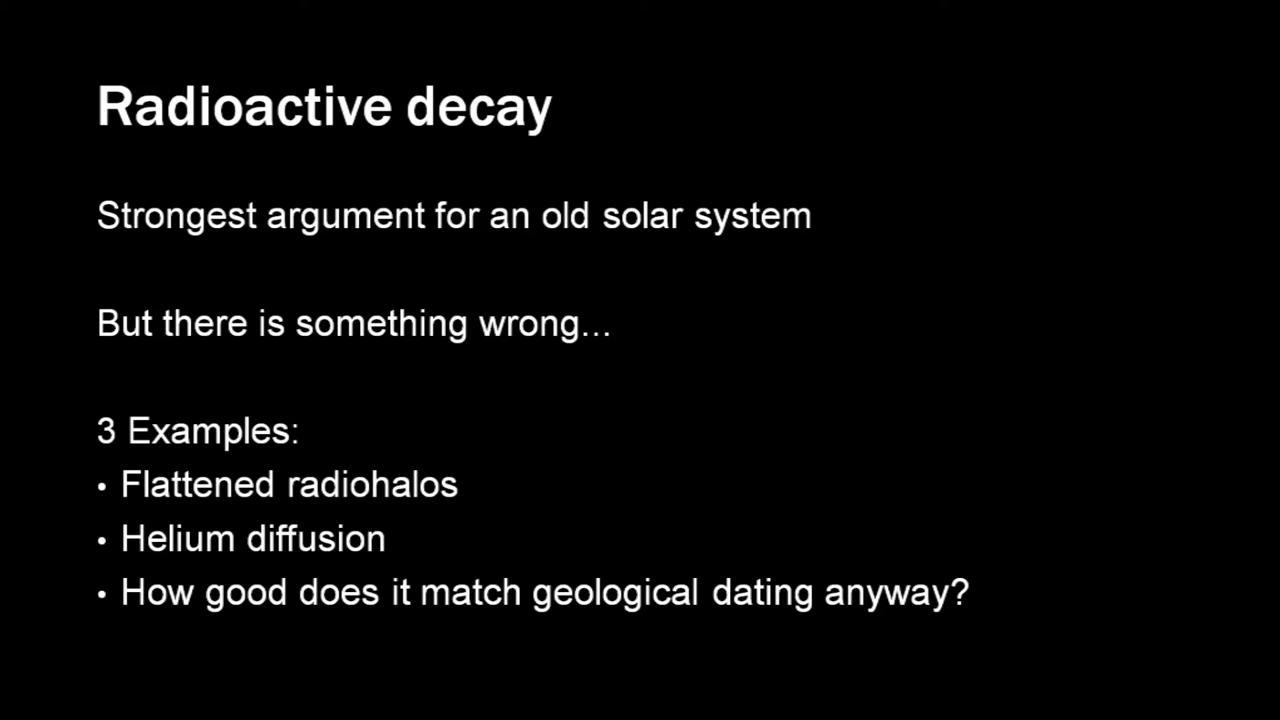 Radioactive decay
Strongest argument for an old solar system
But there is something wrong...
3 Examples:
• Flattened radiohalos
• Helium diffusion
• How good does it match geological dating anyway?